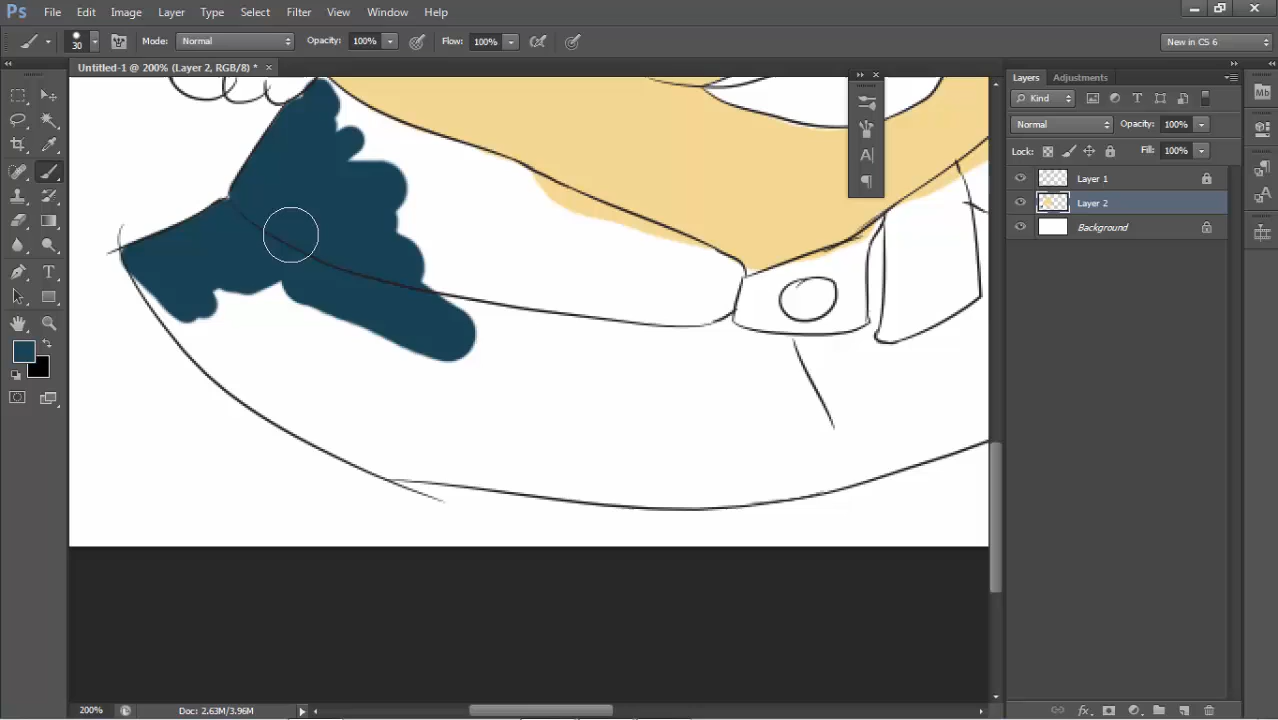 Ps File Edit Image Layer Type Select Filter View Window Help
30 Mode: Normal Opacity: 100% Flow: 100% New in CS 6
Untitled-1 @ 200% (Layer 2, RGB/8) * ×
Layers Adjustments
Kind
Normal Opacity: 100%
Lock: Fill: 100%
Layer 1
Layer 2
Background
Mb
200% Doc: 2.63M/3.96M